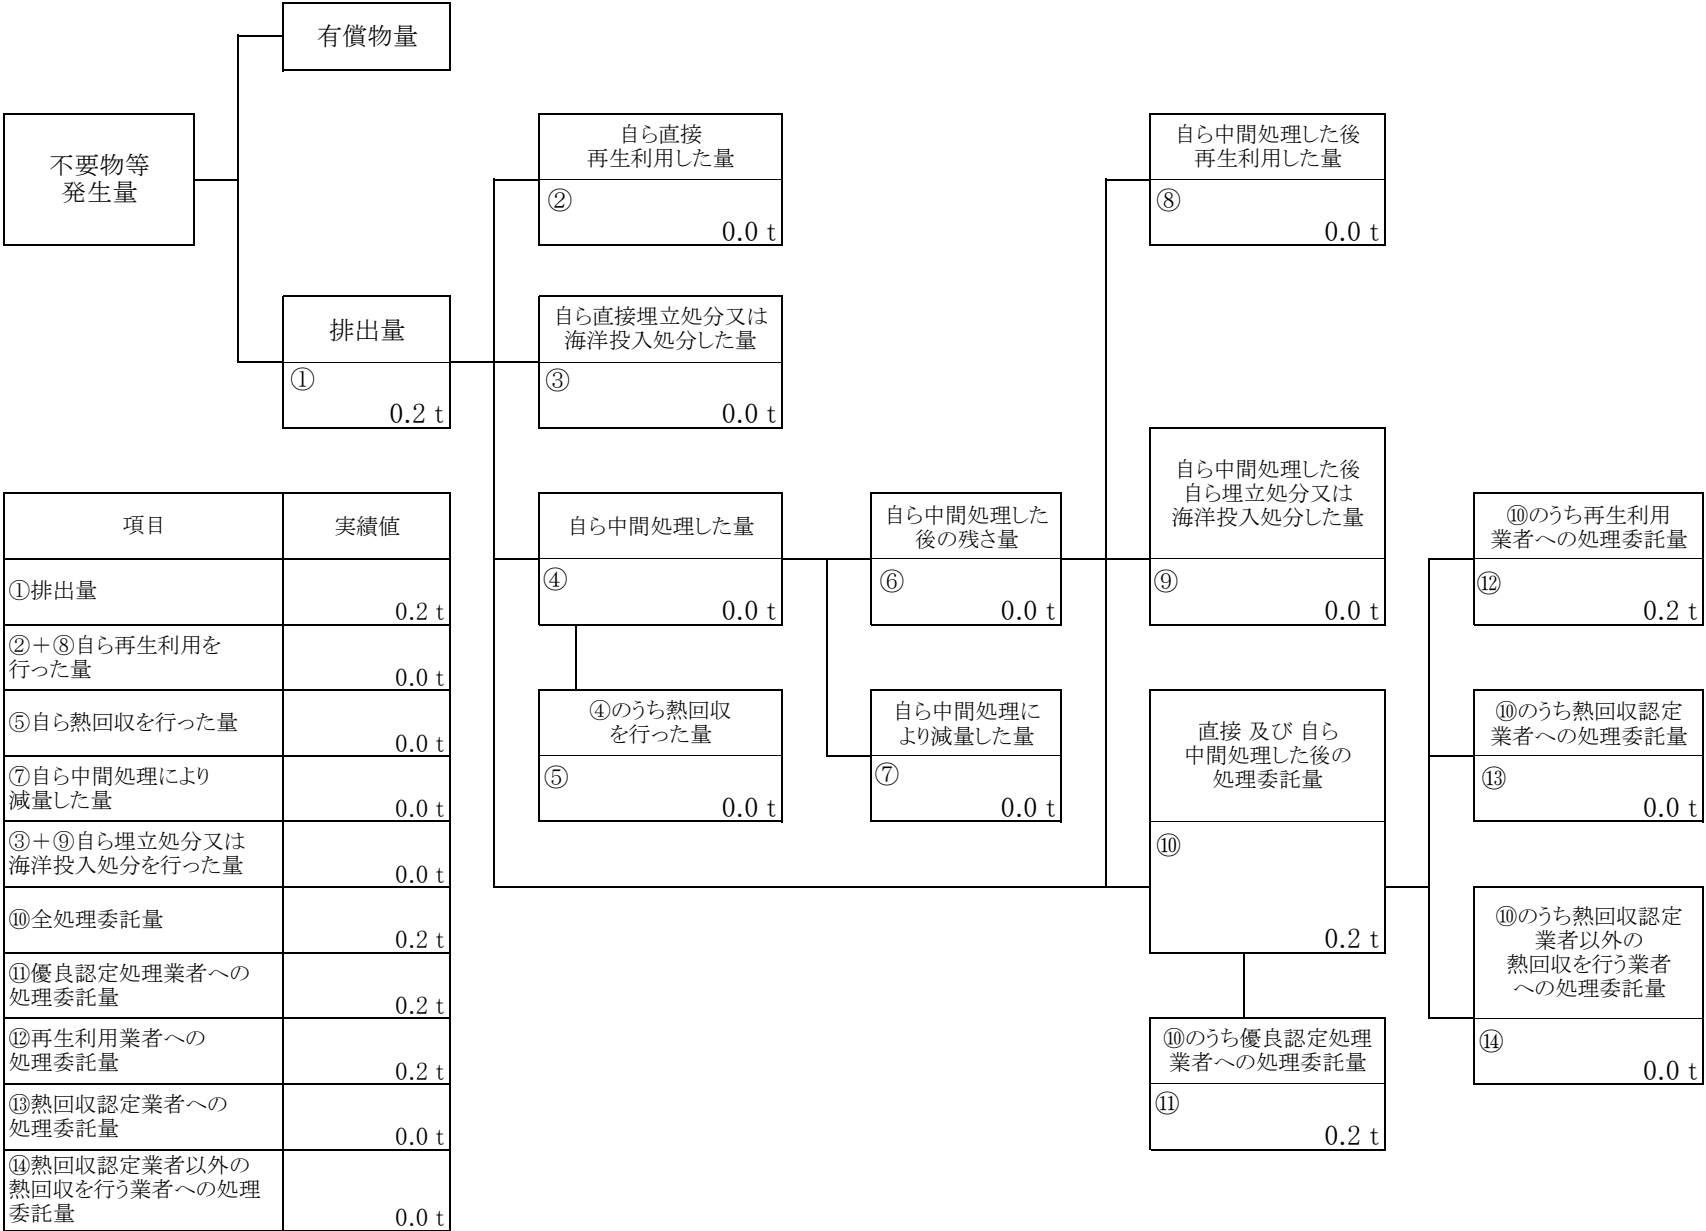 有償物量
不要物等
発生量
自ら直接
再生利用した量
②
0.0 t
自ら中間処理した後
再生利用した量
⑧
0.0 t
排出量
①
0.2 t
自ら直接埋立処分又は
海洋投入処分した量
③
0.0 t
自ら中間処理した量
④
0.0 t
自ら中間処理した
後の残さ量
⑥
0.0 t
自ら中間処理した後
自ら埋立処分又は
海洋投入処分した量
⑨
0.0 t
⑩のうち再生利用
業者への処理委託量
⑫
0.2 t
④のうち熱回収
を行った量
⑤
0.0 t
自ら中間処理に
より減量した量
⑦
0.0 t
直接 及び 自ら
中間処理した後の
処理委託量
⑩
0.2 t
⑩のうち熱回収認定
業者への処理委託量
⑬
0.0 t
⑩のうち熱回収認定
業者以外の
熱回収を行う業者
への処理委託量
⑭
0.0 t
⑩のうち優良認定処理
業者への処理委託量
⑪
0.2 t
項目 実績値
①排出量
0.2 t
②＋⑧自ら再生利用を
行った量
0.0 t
⑤自ら熱回収を行った量
0.0 t
⑦自ら中間処理により
減量した量
0.0 t
③＋⑨自ら埋立処分又は
海洋投入処分を行った量
0.0 t
⑩全処理委託量
0.2 t
⑪優良認定処理業者への
処理委託量
0.2 t
⑫再生利用業者への
処理委託量
0.2 t
⑬熱回収認定業者への
処理委託量
0.0 t
⑭熱回収認定業者以外の
熱回収を行う業者への処理
委託量
0.0 t